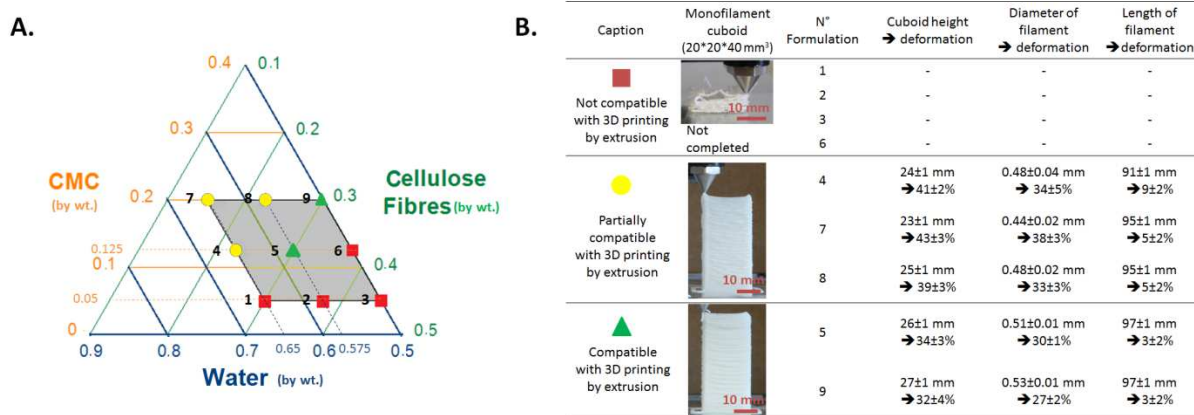 A.
0.4
0.1
0.3
0.2
CMC
(by wt.)
Cellulose
Fibres (by wt.)
0.2
7
8
9
0.3
0.125
4
5
6
0.1
0.4
0.05
1
2
3
0
0.5
0.9
0.8
0.7
0.65
0.6
0.575
0.5
Water (by wt.)
B.
Caption
Monofilament
cuboid
(20*20*40 mm³)
N°
Formulation
Cuboid height
➔ deformation
Diameter of
filament
➔ deformation
Length of
filament
➔deformation
Not compatible
with 3D printing
by extrusion
10 mm
Not
completed
1 - - -
2 - - -
3 - - -
6 - - -
Partially
compatible
with 3D printing
by extrusion
10 mm
4
24±1 mm
➔41±2%
0.48±0.04 mm
➔ 34±5%
91±1 mm
➔9±2%
7
23±1 mm
➔43±3%
0.44±0.02 mm
➔38±3%
95±1 mm
➔5±2%
8
25±1 mm
➔ 39±3%
0.48±0.02 mm
➔ 33±3%
95±1 mm
➔5±2%
Compatible
with 3D printing
by extrusion
10 mm
5
26±1 mm
➔34±3%
0.51±0.01 mm
➔ 30±1%
97±1 mm
➔3±2%
9
27±1 mm
➔ 32±4%
0.53±0.01 mm
➔27±2%
97±1 mm
➔3±2%